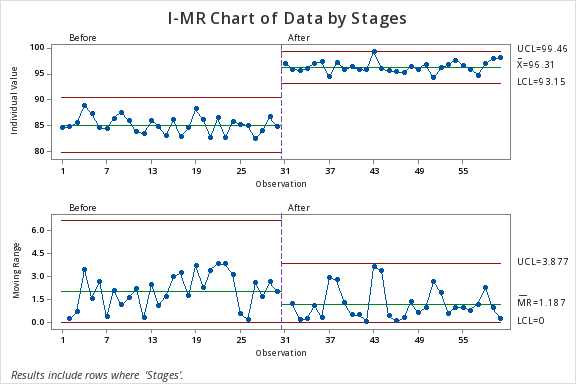 I-MR Chart of Data by Stages
Before After
100
95
90
85
80
Individual Value
UCL=99.46
X=96.31
LCL=93.15
1 7 13 19 25 31 37 43 49 55
Observation
Before After
6.0
4.5
3.0
1.5
0.0
Moving Range
UCL=3.877
MR=1.187
LCL=0
1 7 13 19 25 31 37 43 49 55
Observation
Results include rows where 'Stages'.